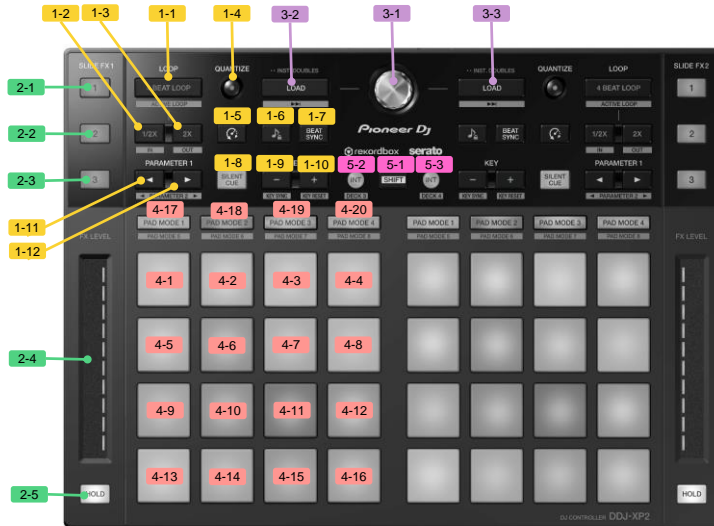 1-2 1-3 1-1 1-4 3-2 3-1 3-3
SLIDE FX1 LOOP QUANTIZE INST. DOUBLES INST. DOUBLES QUANTIZE LOOP SLIDE FX2
2-1 1 BEAT LOOP LOAD LOAD 4 BEAT LOOP 1
ACTIVE LOOP ACTIVE LOOP
1-5 1-6 1-7
2-2 2 1/2X 2X BEAT SYNC Pioneer Dj BEAT SYNC 1/2X 2X 2
IN OUT IN OUT
rekordbox serato
PARAMETER 1 1-8 1-9 1-10 5-2 5-1 5-3 KEY PARAMETER 1
2-3 3 SILENT CUE − + INT SHIFT INT − + SILENT CUE 3
PARAMETER 2 KEY SYNC KEY RESET DECK 3 DECK 4 KEY SYNC KEY RESET PARAMETER 2
1-11 4-17 4-18 4-19 4-20
PAD MODE 1 PAD MODE 2 PAD MODE 3 PAD MODE 4 PAD MODE 1 PAD MODE 2 PAD MODE 3 PAD MODE 4
PAD MODE 5 PAD MODE 6 PAD MODE 7 PAD MODE 8 PAD MODE 5 PAD MODE 6 PAD MODE 7 PAD MODE 8
1-12
FX LEVEL FX LEVEL
4-1 4-2 4-3 4-4
2-4 4-5 4-6 4-7 4-8
4-9 4-10 4-11 4-12
4-13 4-14 4-15 4-16
2-5 HOLD HOLD
DJ CONTROLLER DDJ-XP2